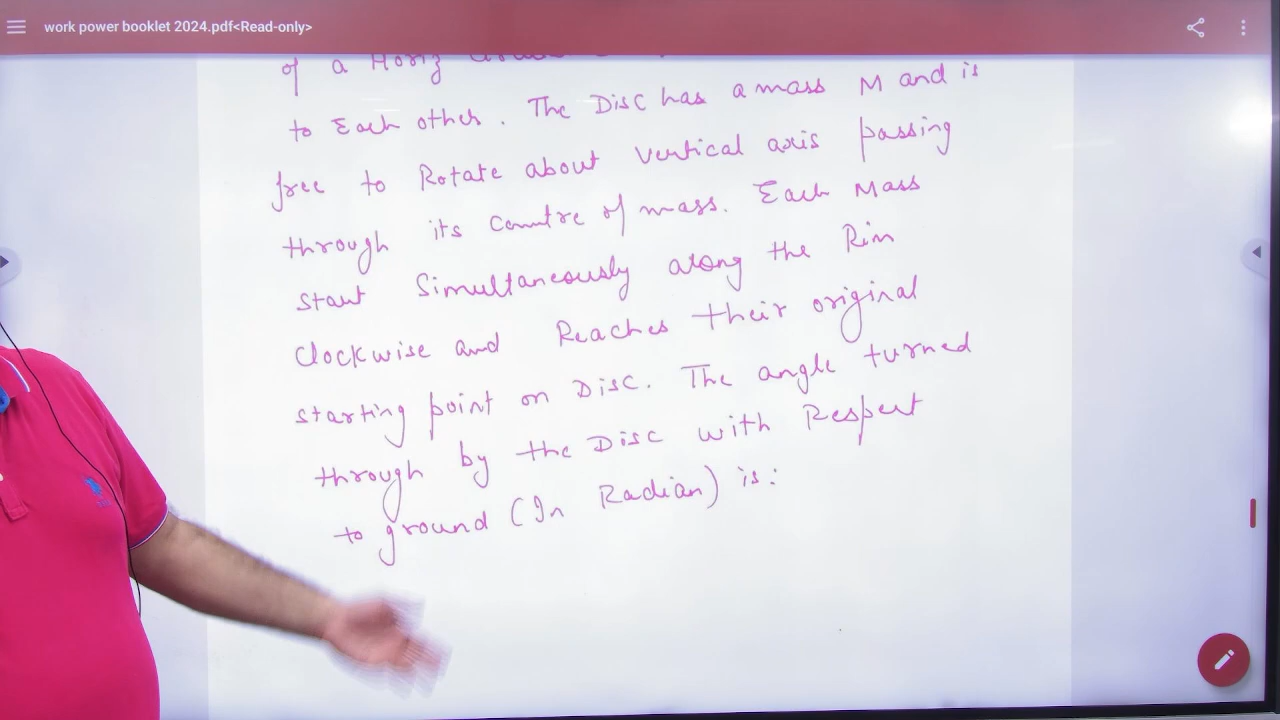 work power booklet 2024.pdf<Read-only>
of a Horiz
to Each other. The Disc has a mass M and is
free to Rotate about vertical axis passing
through its Centre of mass. Each Mass
start Simultaneously along the Rim
Clockwise and Reaches their original
starting point on Disc. The angle turned
through by the Disc with Respect
to ground (In Radian) is: